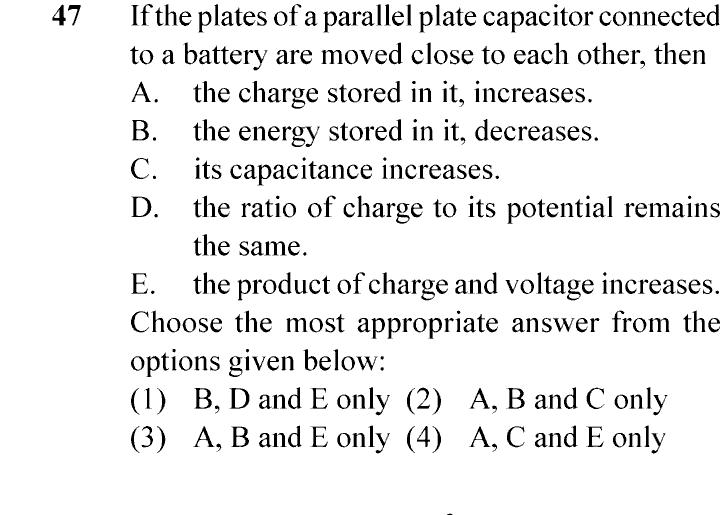 47 If the plates of a parallel plate capacitor connected
to a battery are moved close to each other, then
A. the charge stored in it, increases.
B. the energy stored in it, decreases.
C. its capacitance increases.
D. the ratio of charge to its potential remains
the same.
E. the product of charge and voltage increases.
Choose the most appropriate answer from the
options given below:
(1) B, D and E only (2) A, B and C only
(3) A, B and E only (4) A, C and E only